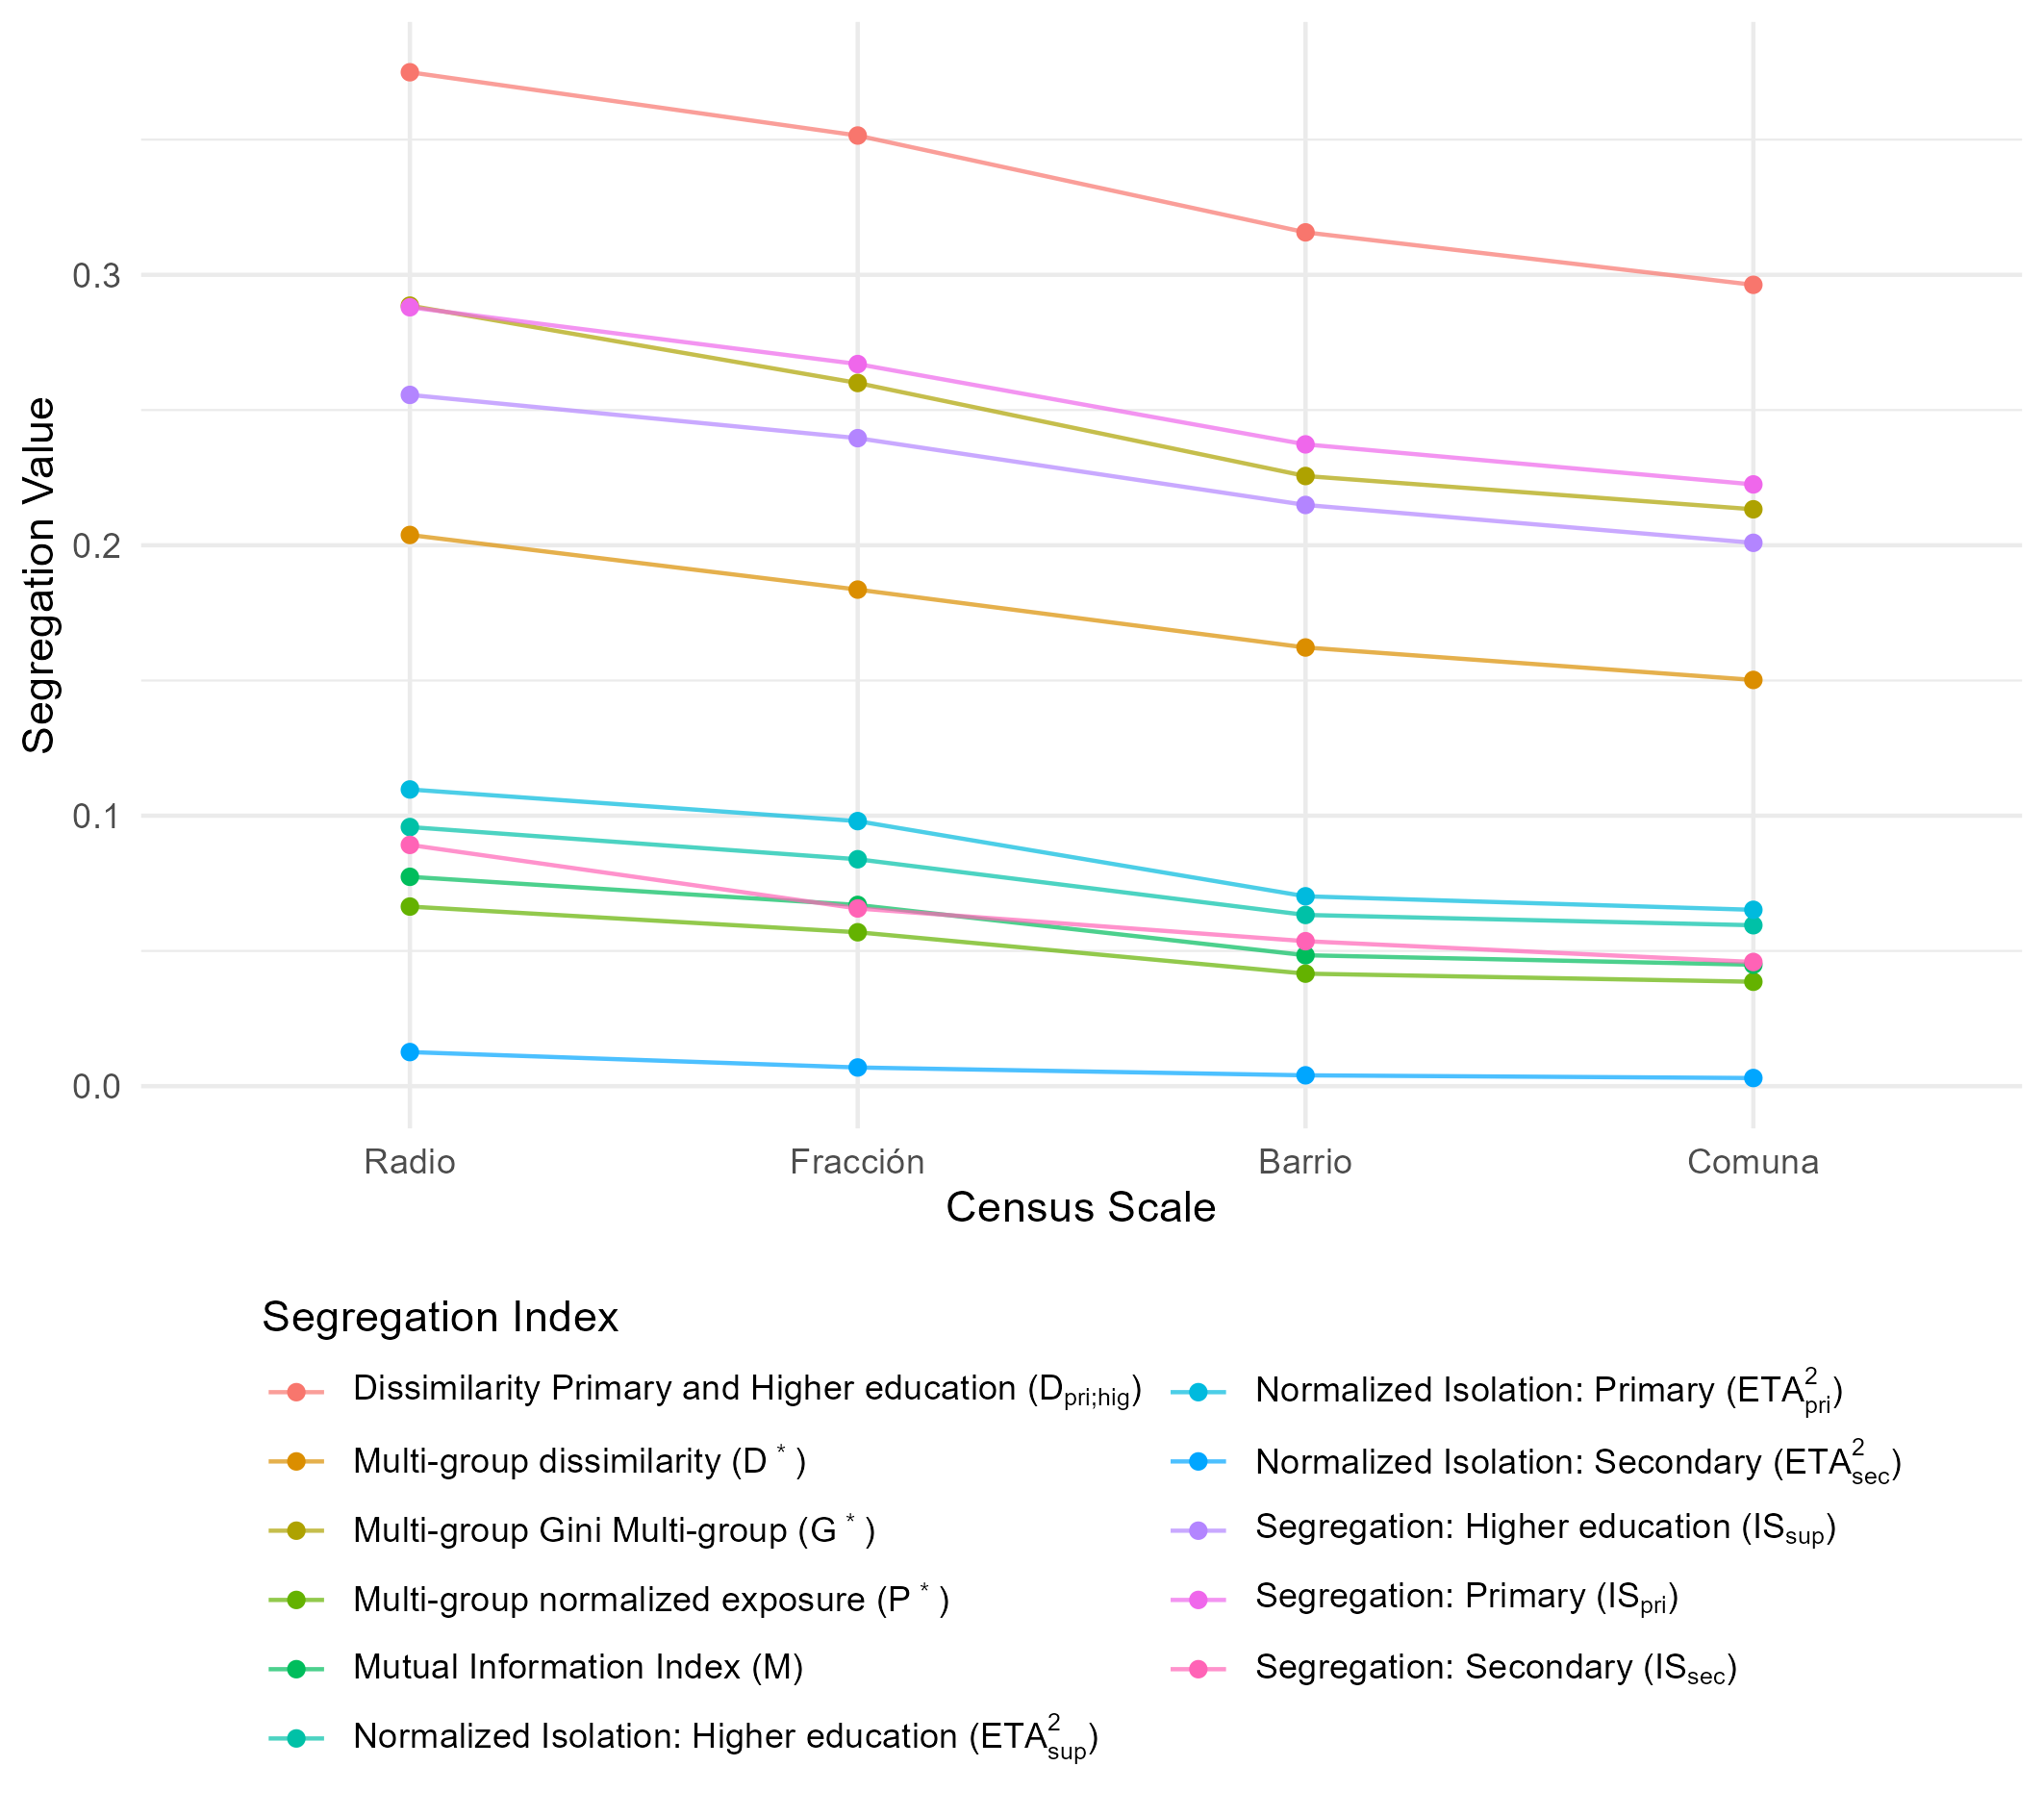 Segregation Value
0.3
0.2
0.1
0.0
Radio Fracción Barrio Comuna
Census Scale
Segregation Index
Dissimilarity Primary and Higher education (Dpri;hig)
Multi-group dissimilarity (D * )
Multi-group Gini Multi-group (G * )
Multi-group normalized exposure (P * )
Mutual Information Index (M)
Normalized Isolation: Higher education (ETA²sup)
Normalized Isolation: Primary (ETA²pri)
Normalized Isolation: Secondary (ETA²sec)
Segregation: Higher education (ISsup)
Segregation: Primary (ISpri)
Segregation: Secondary (ISsec)